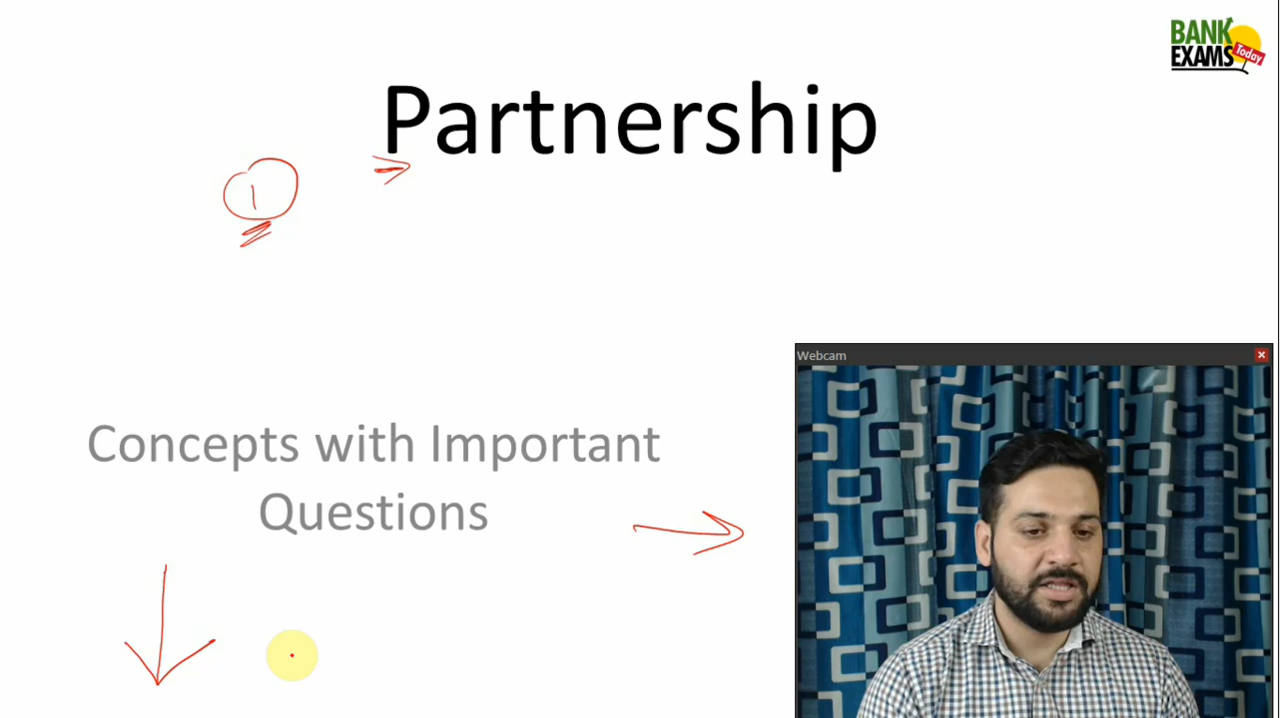 BANK
EXAMS Today
Partnership
1
Webcam
Concepts with Important
Questions